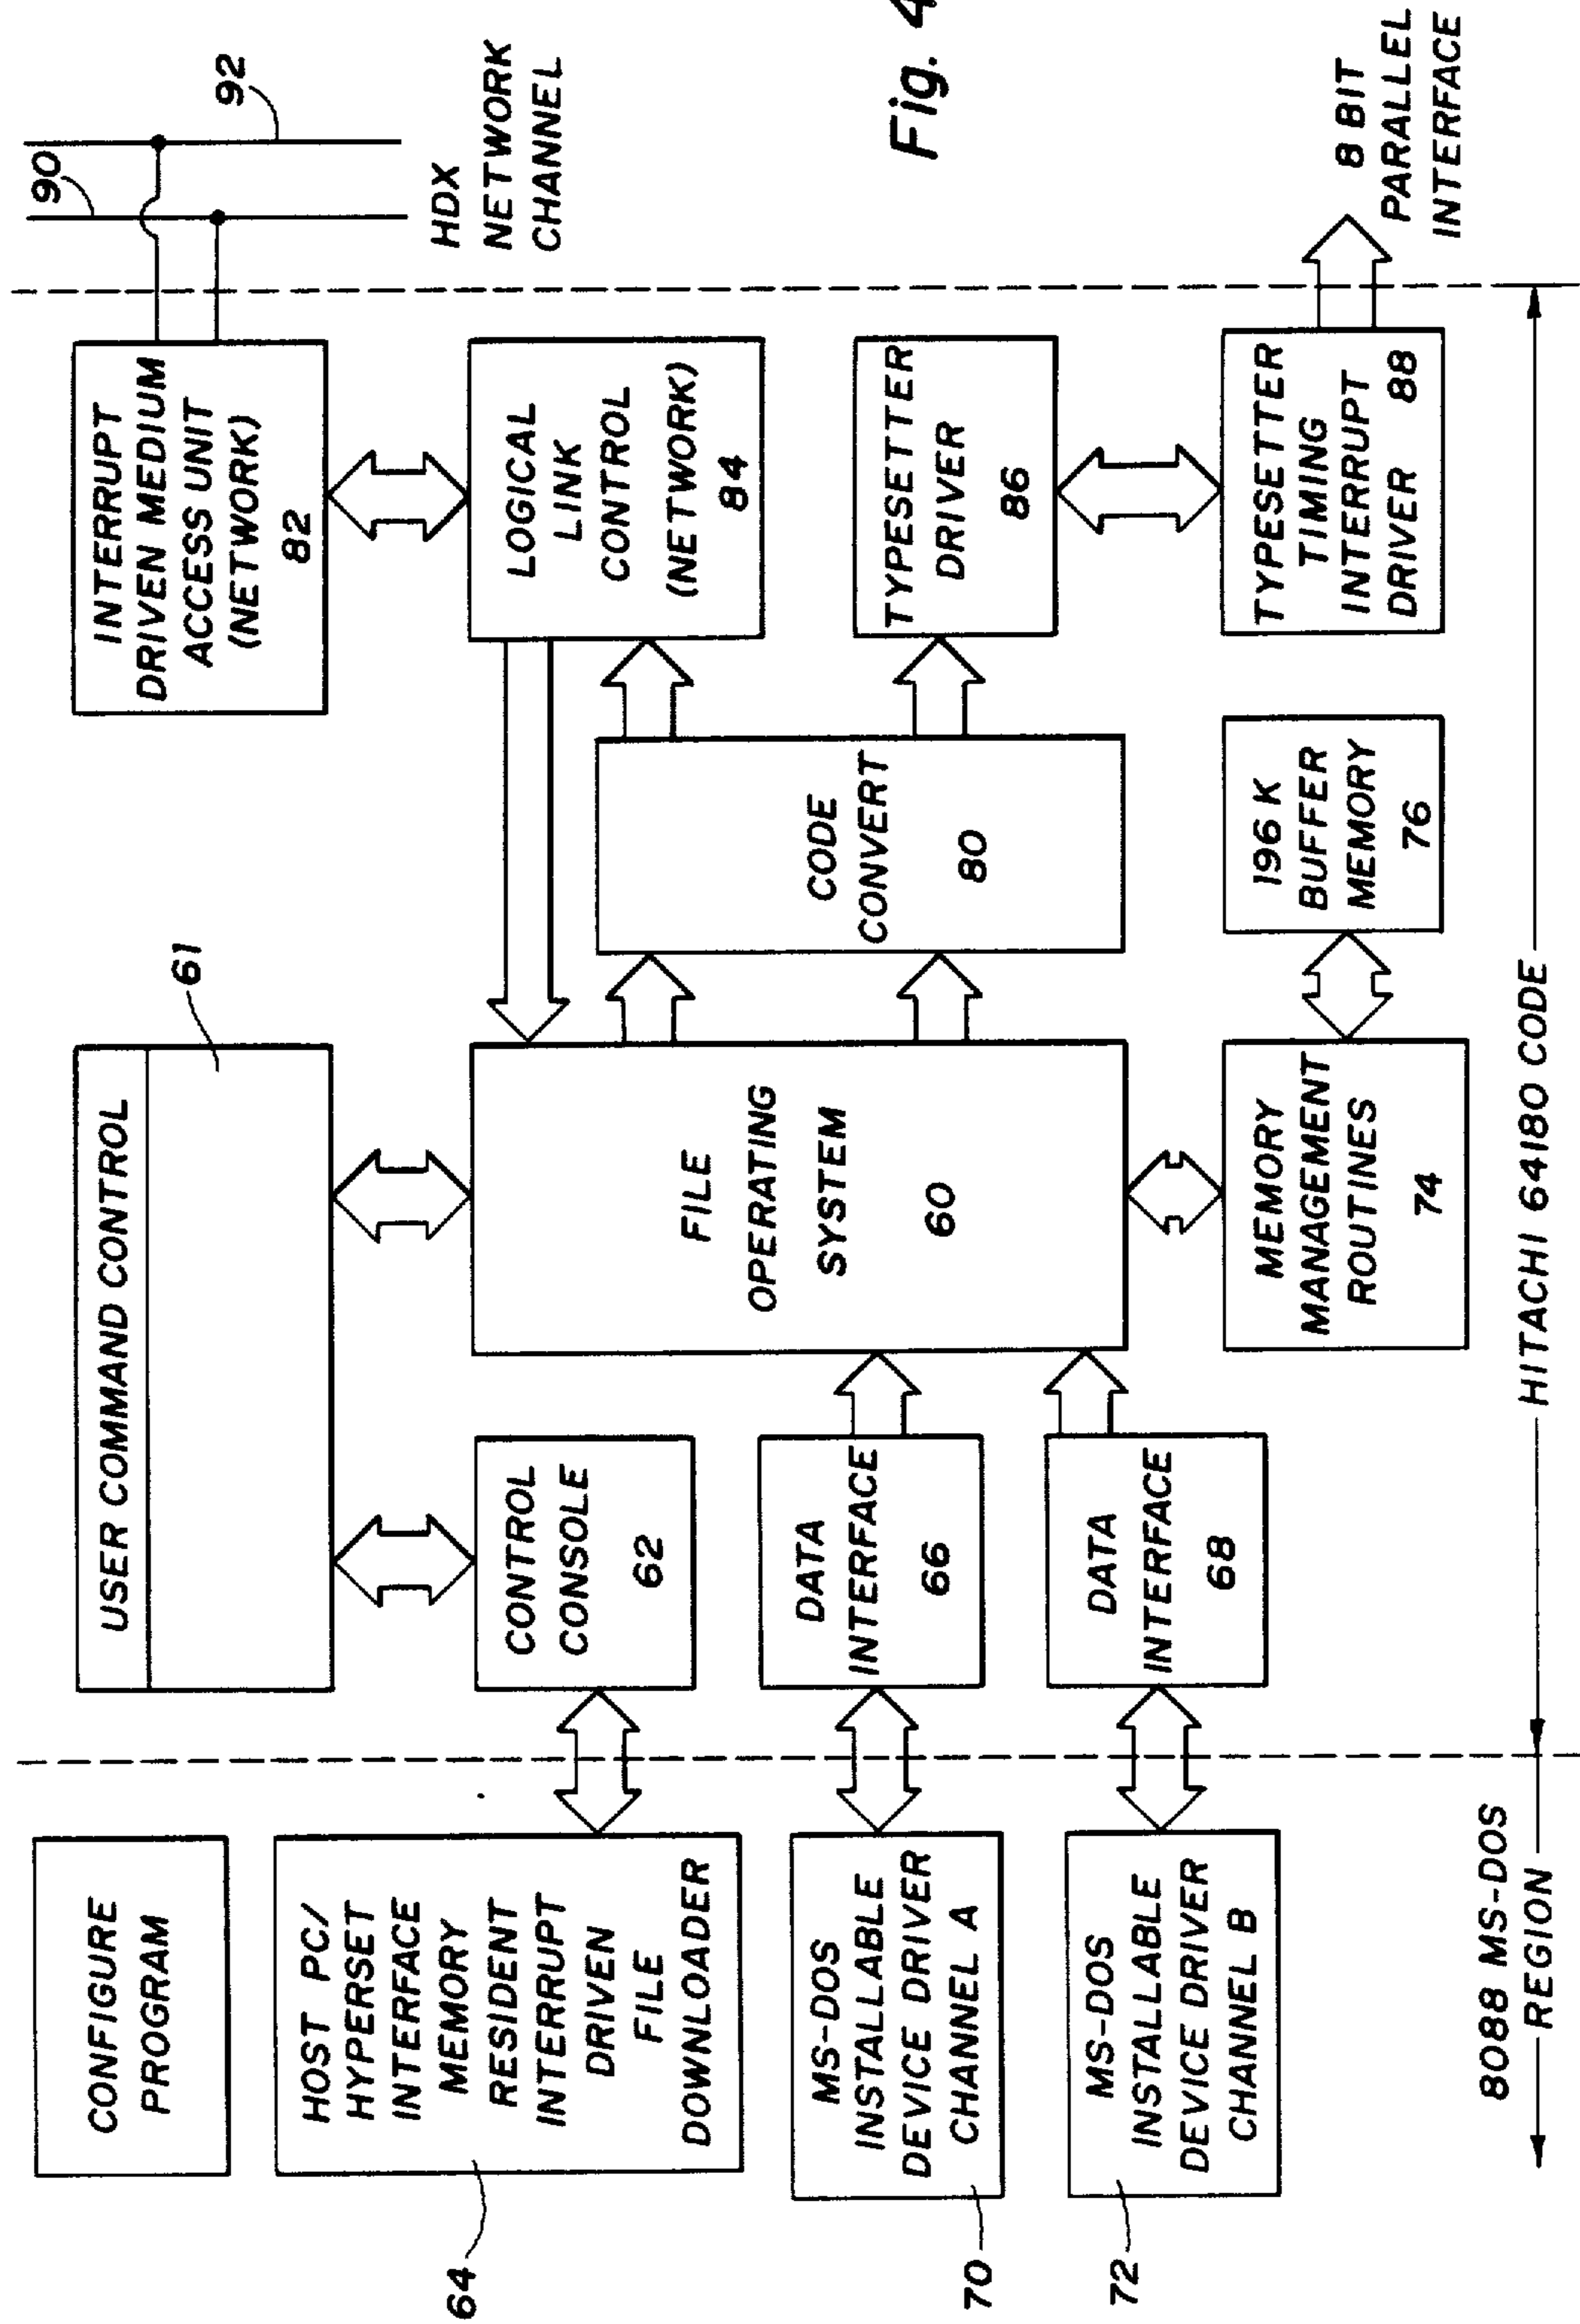 CONFIGURE
PROGRAM
HOST PC/
HYPERSET
INTERFACE
MEMORY
RESIDENT
INTERRUPT
DRIVEN
FILE
DOWNLOADER
64
MS-DOS
INSTALLABLE
DEVICE DRIVER
CHANNEL A
70
MS-DOS
INSTALLABLE
DEVICE DRIVER
CHANNEL B
72
8088 MS-DOS
REGION
USER COMMAND CONTROL
61
CONTROL
CONSOLE
62
DATA
INTERFACE
66
DATA
INTERFACE
68
FILE
OPERATING
SYSTEM
60
MEMORY
MANAGEMENT
ROUTINES
74
196 K
BUFFER
MEMORY
76
CODE
CONVERT
80
HITACHI 64180 CODE
INTERRUPT
DRIVEN MEDIUM
ACCESS UNIT
(NETWORK)
82
LOGICAL
LINK
CONTROL
(NETWORK)
84
TYPESETTER
DRIVER
86
TYPESETTER
TIMING
INTERRUPT
DRIVER 88
90
92
HDX
NETWORK
CHANNEL
Fig. 4
8 BIT
PARALLEL
INTERFACE